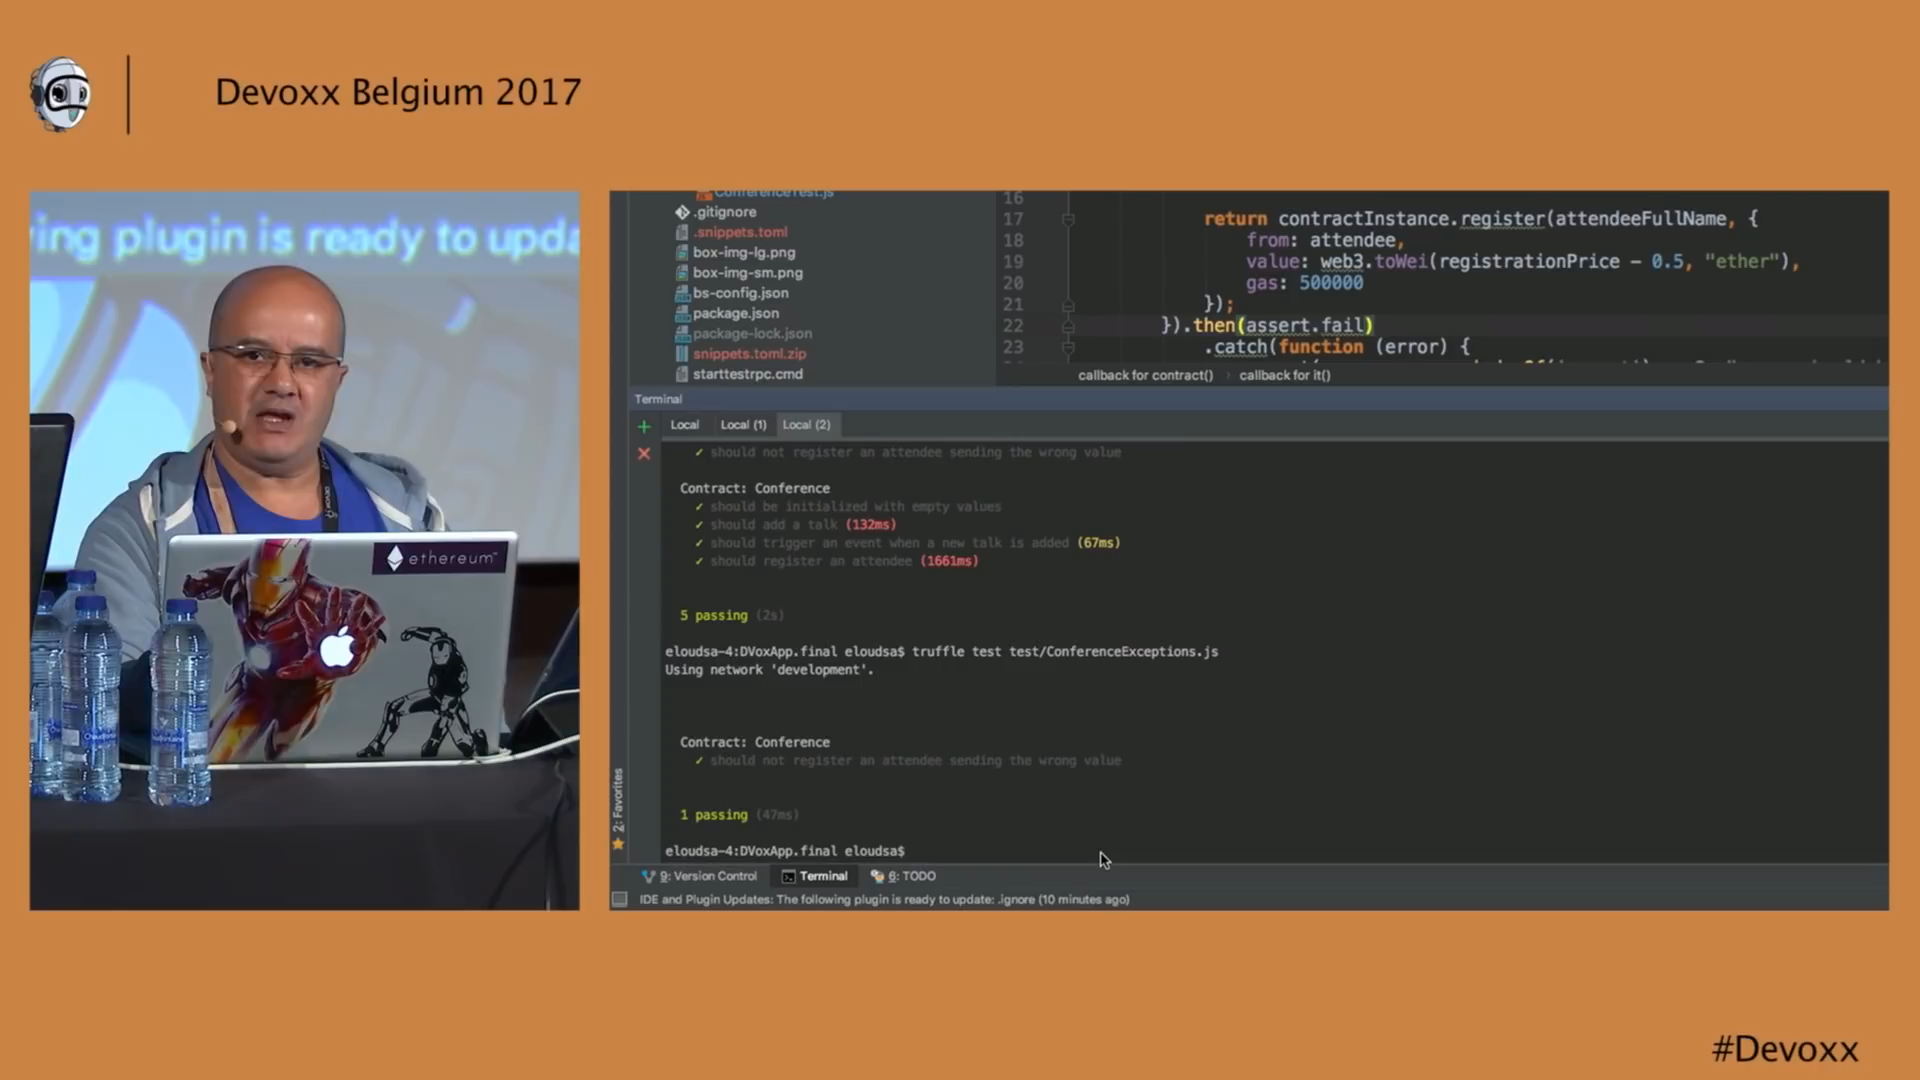 Devoxx Belgium 2017
ing plugin is ready to upda
ethereum
ConferenceTest.js
.gitignore
.snippets.toml
box-img-lg.png
box-img-sm.png
bs-config.json
package.json
package-lock.json
snippets.toml.zip
starttestrpc.cmd
16
17 return contractInstance.register(attendeeFullName, {
18 from: attendee,
19 value: web3.toWei(registrationPrice - 0.5, "ether"),
20 gas: 500000
21 });
22 }).then(assert.fail)
23 .catch(function (error) {
callback for contract() › callback for it()
Terminal
+ Local Local (1) Local (2)
✓ should not register an attendee sending the wrong value
Contract: Conference
✓ should be initialized with empty values
✓ should add a talk (132ms)
✓ should trigger an event when a new talk is added (67ms)
✓ should register an attendee (1661ms)
5 passing (2s)
eloudsa-4:DVoxApp.final eloudsa$ truffle test test/ConferenceExceptions.js
Using network 'development'.
Contract: Conference
✓ should not register an attendee sending the wrong value
1 passing (47ms)
eloudsa-4:DVoxApp.final eloudsa$
2: Favorites
9: Version Control Terminal 6: TODO
IDE and Plugin Updates: The following plugin is ready to update: .ignore (10 minutes ago)
#Devoxx